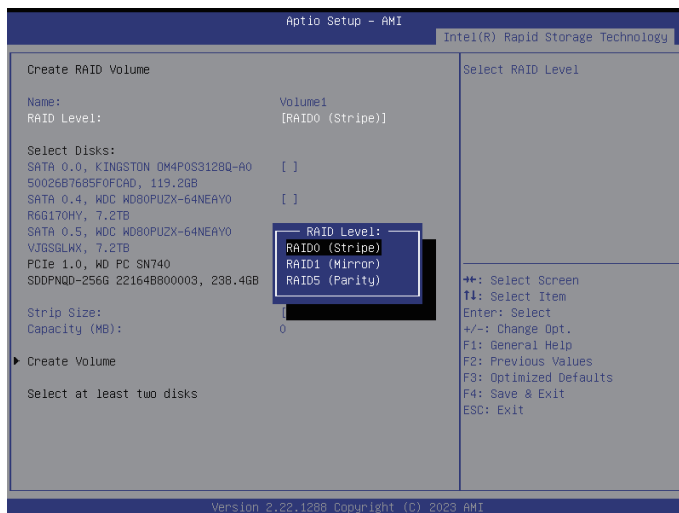 Aptio Setup – AMI
Intel(R) Rapid Storage Technology
Create RAID Volume
Select RAID Level
Name: Volume1
RAID Level: [RAID0 (Stripe)]
Select Disks:
SATA 0.0, KINGSTON OM4P0S3128Q-A0 [ ]
50026B7685F0FCAD, 119.2GB
SATA 0.4, WDC WD80PUZX-64NEAY0 [ ]
R6G170HY, 7.2TB
SATA 0.5, WDC WD80PUZX-64NEAY0
VJGSGLWX, 7.2TB
PCIe 1.0, WD PC SN740
SDDPNQD-256G 22164B800003, 238.4GB
RAID Level:
RAID0 (Stripe)
RAID1 (Mirror)
RAID5 (Parity)
Strip Size: [
Capacity (MB): 0
▶ Create Volume
Select at least two disks
→←: Select Screen
↑↓: Select Item
Enter: Select
+/-: Change Opt.
F1: General Help
F2: Previous Values
F3: Optimized Defaults
F4: Save & Exit
ESC: Exit
Version 2.22.1288 Copyright (C) 2023 AMI